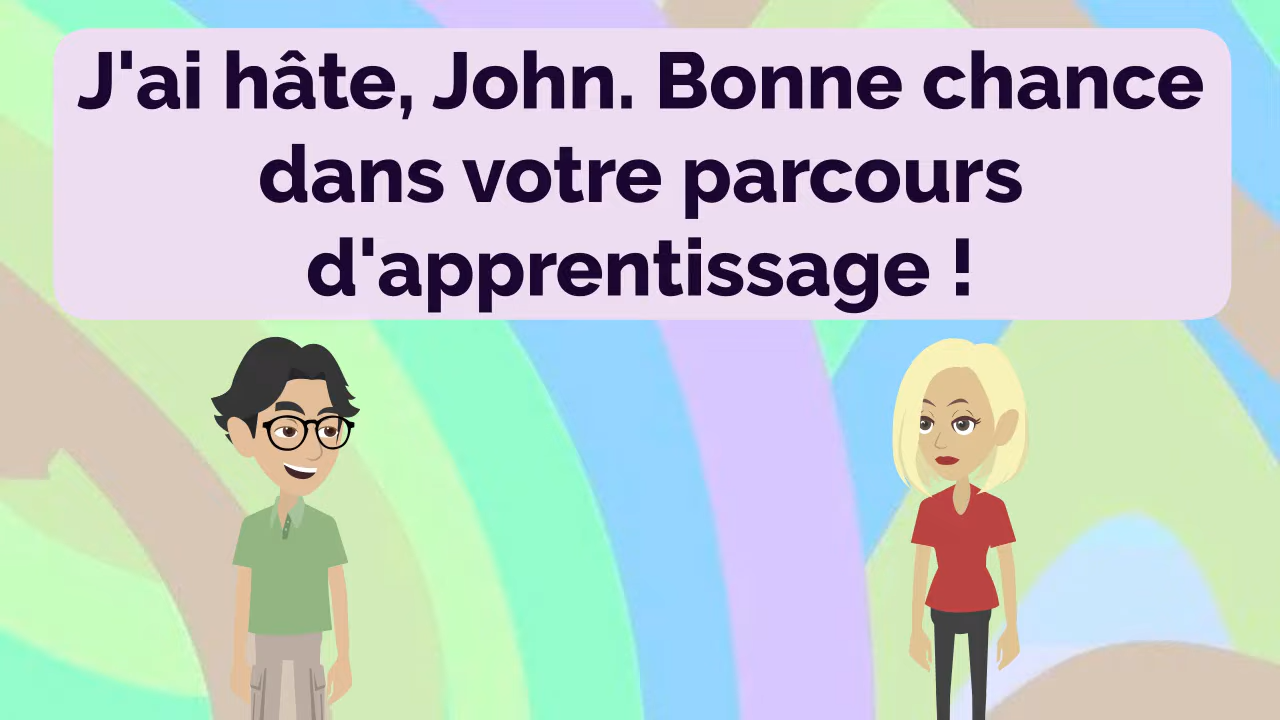 J'ai hâte, John. Bonne chance
dans votre parcours
d'apprentissage !